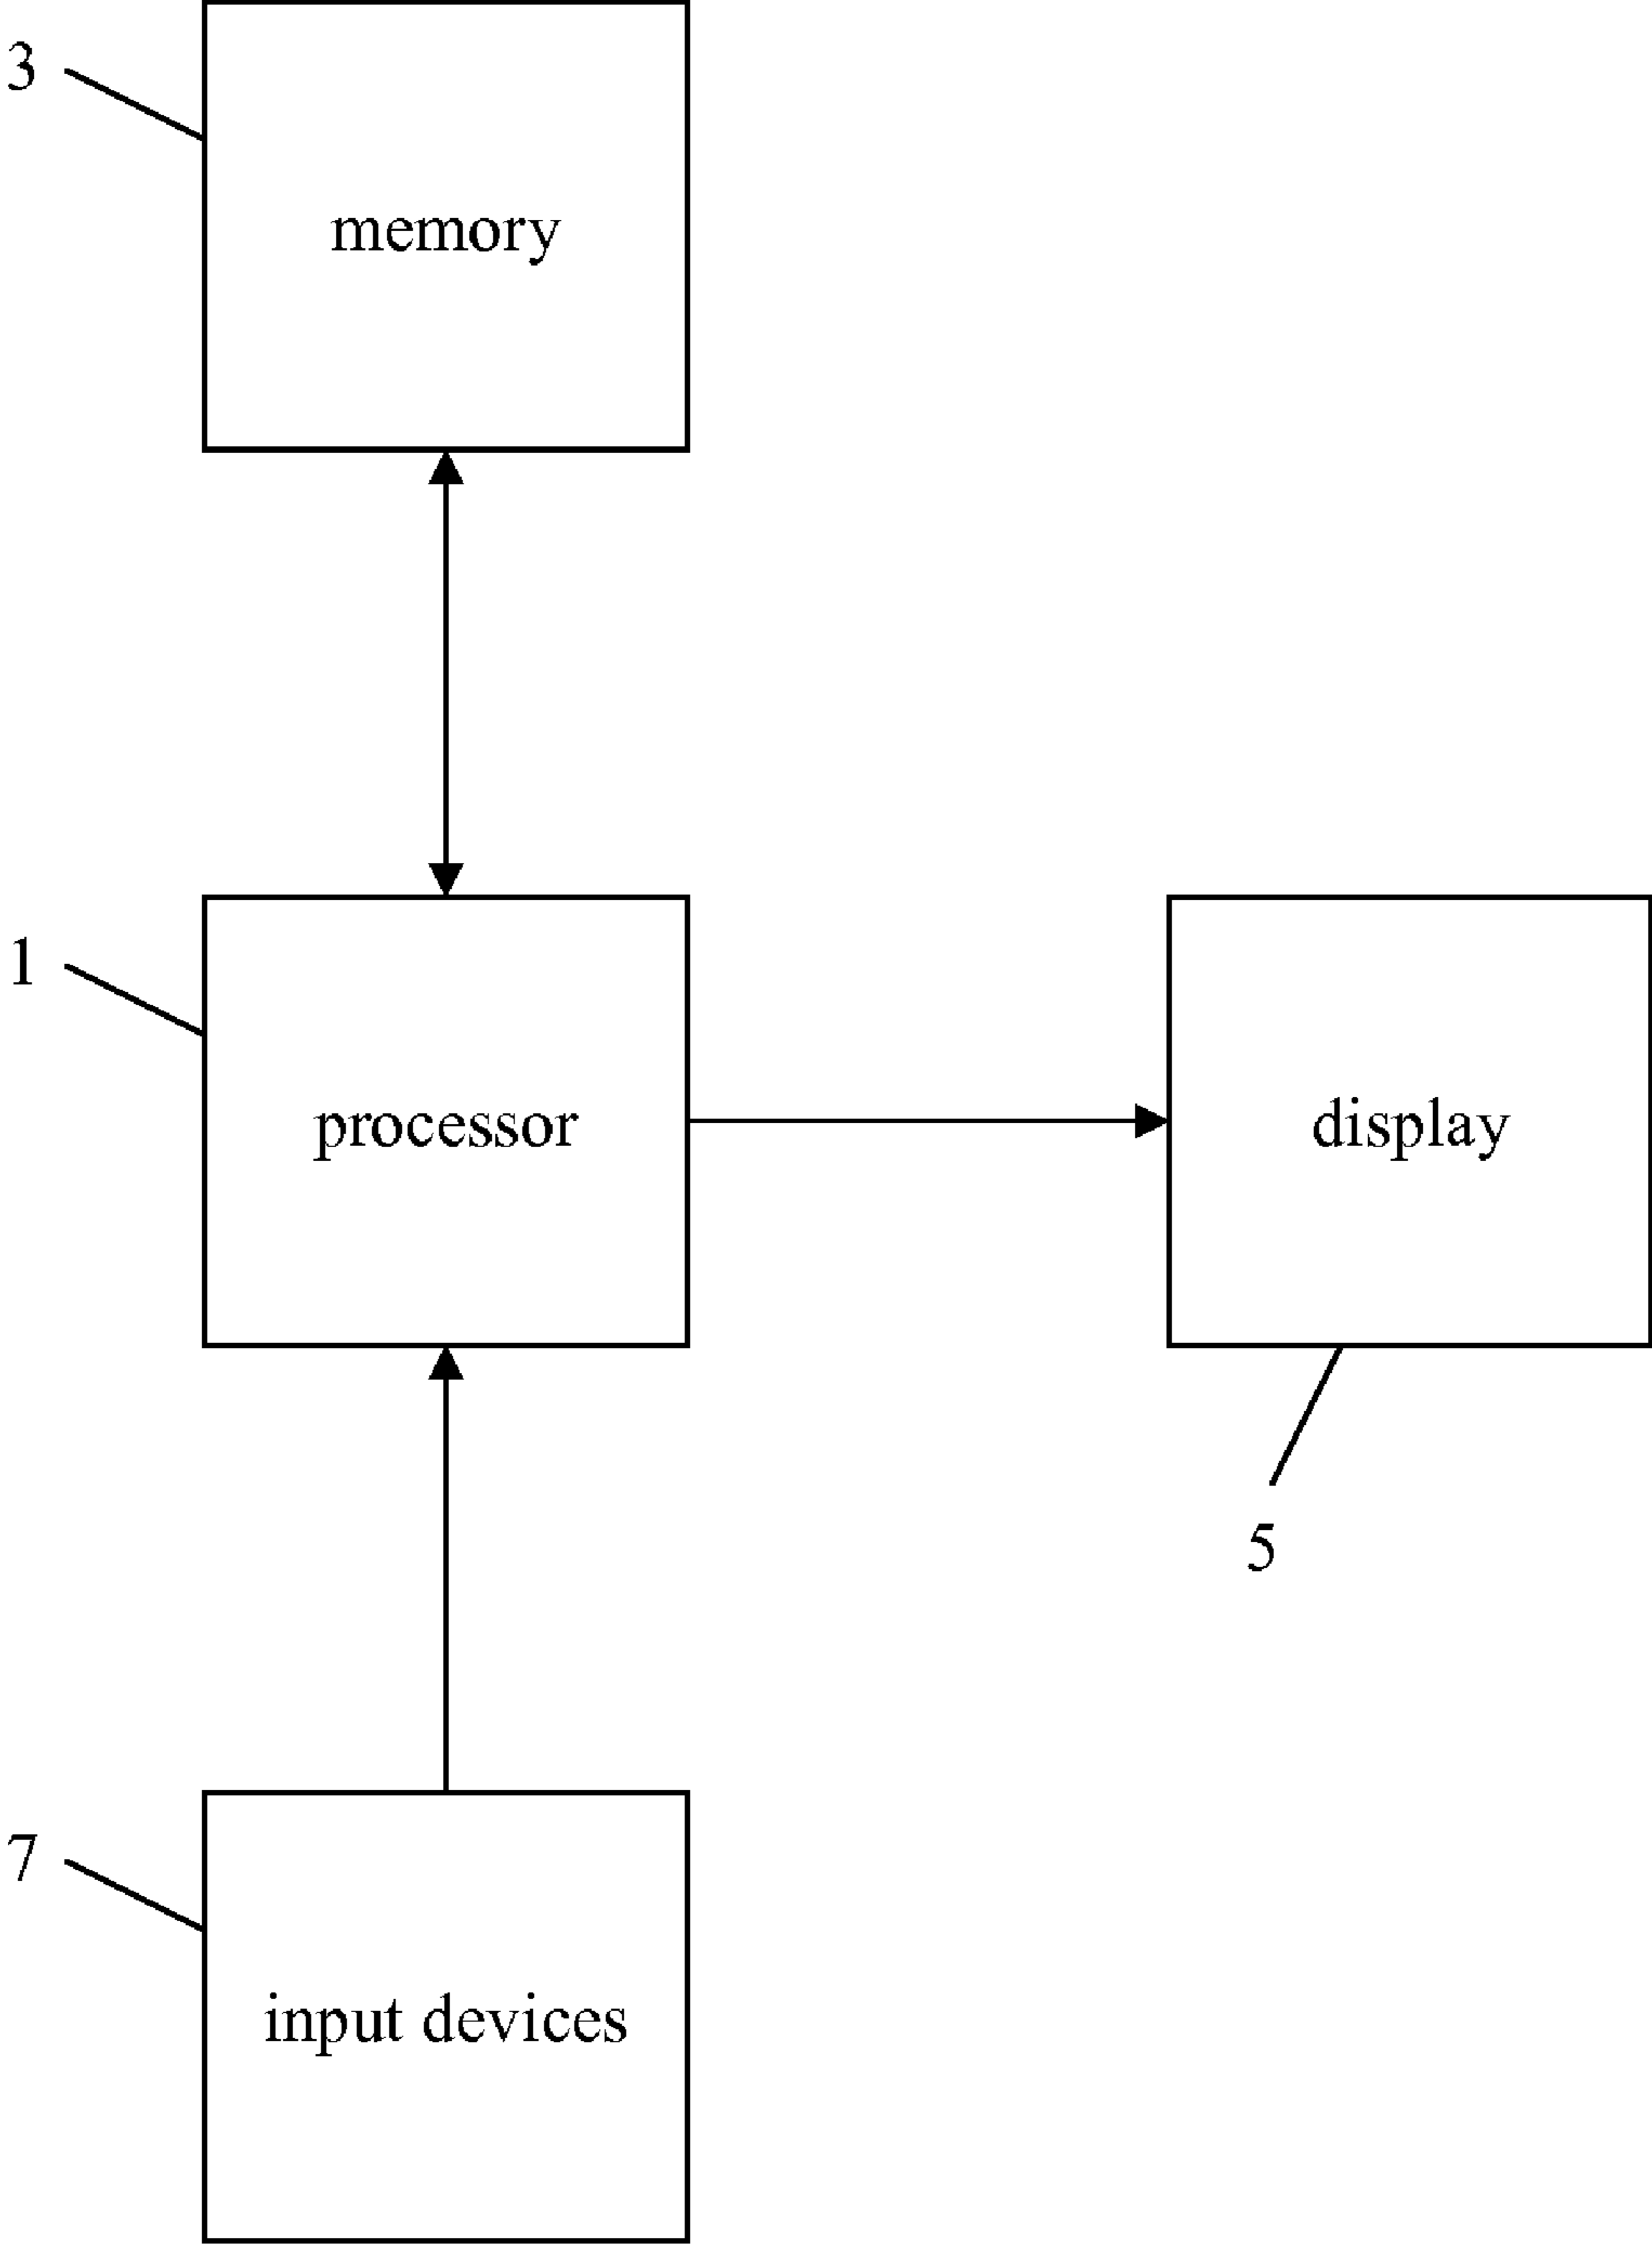 3
memory
1
processor
display
5
7
input devices